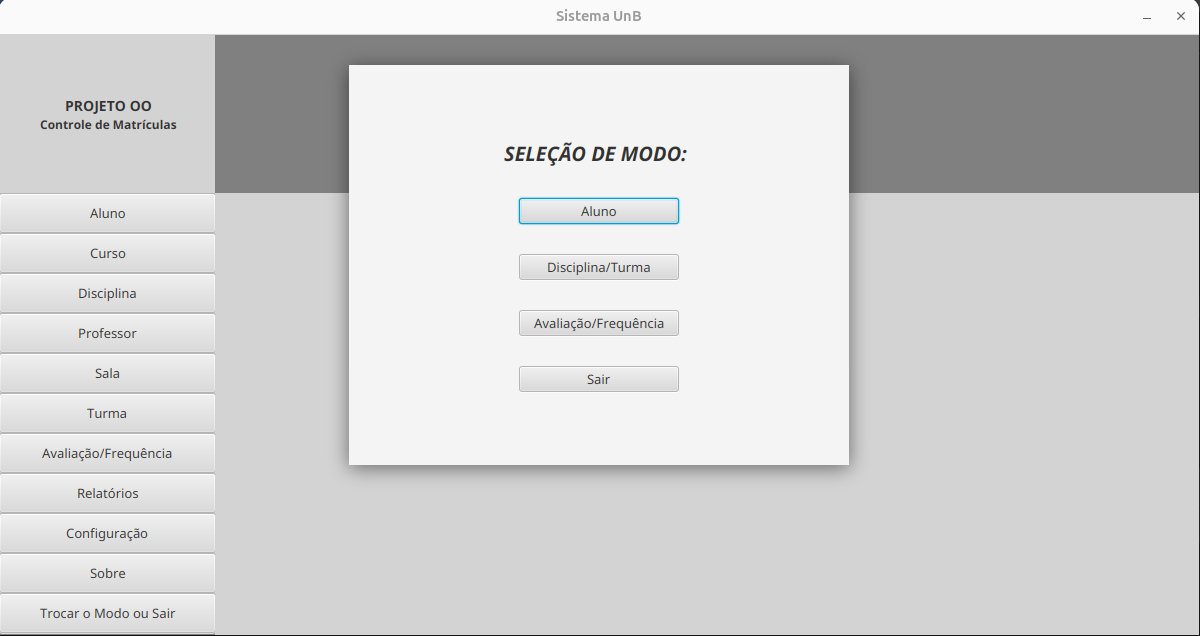 Sistema UnB
PROJETO OO
Controle de Matrículas
Aluno
Curso
Disciplina
Professor
Sala
Turma
Avaliação/Frequência
Relatórios
Configuração
Sobre
Trocar o Modo ou Sair
SELEÇÃO DE MODO:
Aluno
Disciplina/Turma
Avaliação/Frequência
Sair